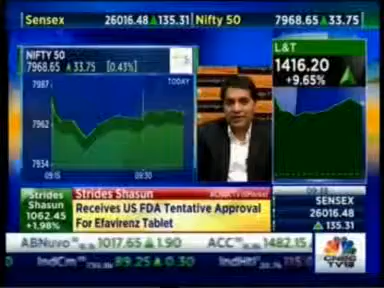 Sensex 26016.48 ▲ 135.31 Nifty 50 7968.65 ▲ 33.75
NIFTY 50
7968.65 ▲ 33.75 [0.43%]
TODAY
7987
7962
7934
09:15 09:30
L&T
1416.20
+9.65%
Strides
Shasun
1062.45
+1.98%
Strides Shasun
Receives US FDA Tentative Approval
For Efavirenz Tablet
SENSEX
26016.48
▲ 135.31
ABNuvo 1017.65 ▲ 1.90 ACC 1482.15
89.25 ▲ 0.30 IndHtl
CNBC
TV18